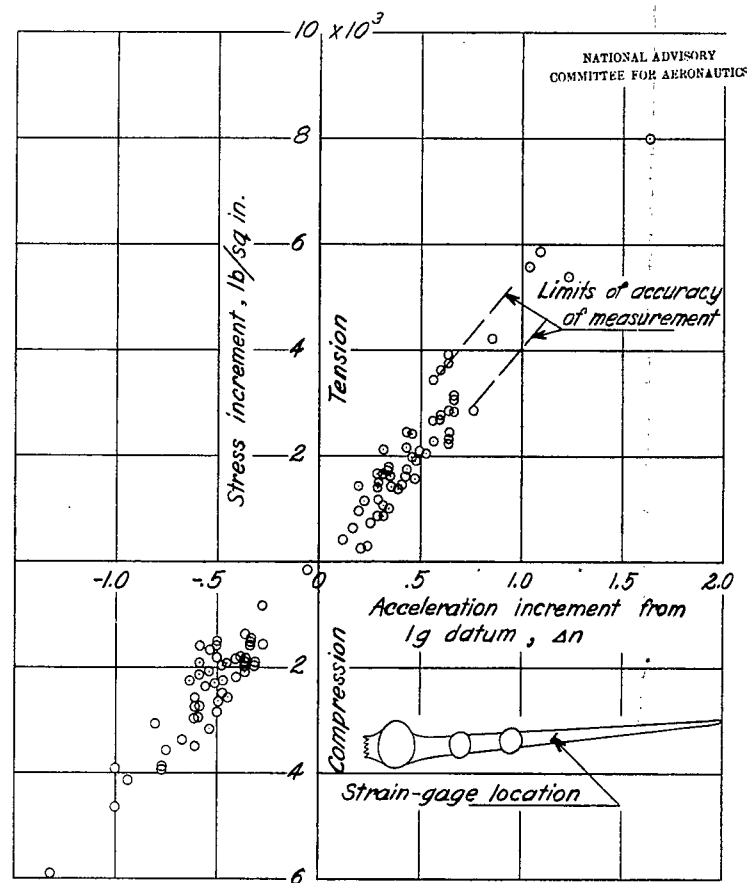 10 x 10³
NATIONAL ADVISORY
COMMITTEE FOR AERONAUTICS
8
6
Stress increment, lb/sq in.
Tension
Limits of accuracy
of measurement
4
2
-1.0
-.5
0
.5
1.0
1.5
2.0
Acceleration increment from
1g datum, Δn
Compression
2
Strain-gage location
4
6